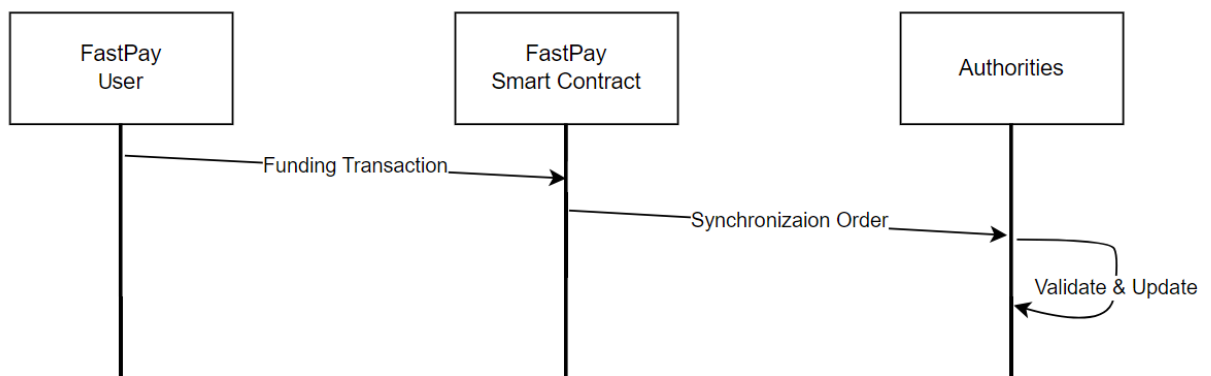 FastPay
User
FastPay
Smart Contract
Authorities
Funding Transaction
Synchronizaion Order
Validate & Update